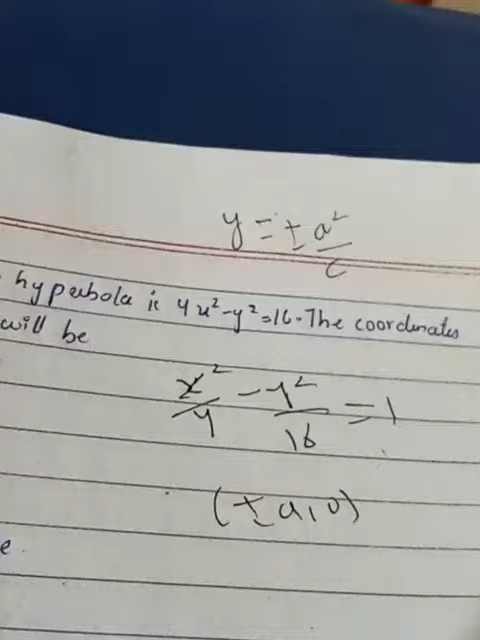 y = ± a²/c
hyperbola is 4x²-y²=16. The coordinates
will be
x²/4 - y²/16 = 1
(± a, 0)
e